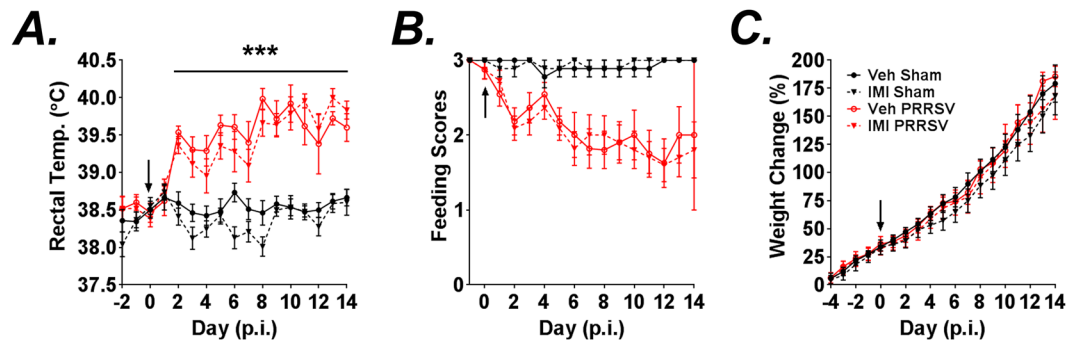 A.
***
Rectal Temp. (°C)
40.5
40.0
39.5
39.0
38.5
38.0
37.5
-2 0 2 4 6 8 10 12 14
Day (p.i.)
B.
Feeding Scores
3
2
1
0
0 2 4 6 8 10 12 14
Day (p.i.)
C.
Weight Change (%)
200
175
150
125
100
75
50
25
0
Veh Sham
IMI Sham
Veh PRRSV
IMI PRRSV
-4 -2 0 2 4 6 8 10 12 14
Day (p.i.)